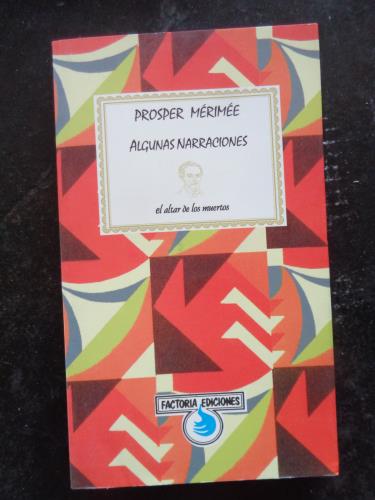 PROSPER MÉRIMÉE
ALGUNAS NARRACIONES
el altar de los muertos
FACTORIA EDICIONES